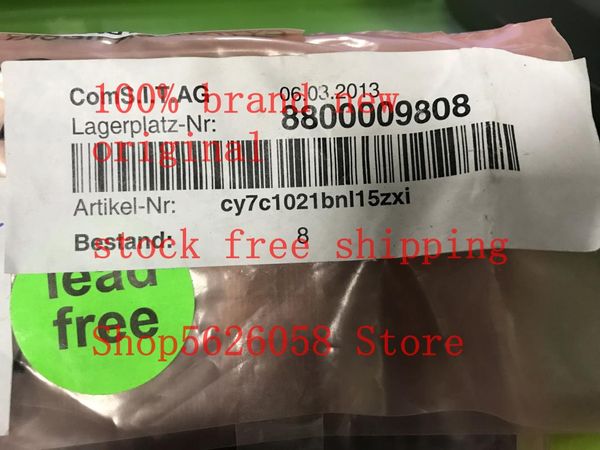 ComS.I.T. AG 06.03.2013
100% brand new
Lagerplatz-Nr: 8800009808
original
Artikel-Nr: cy7c1021bnl15zxi
Bestand: 8
stock free shipping
lead
free
Shop5626058 Store